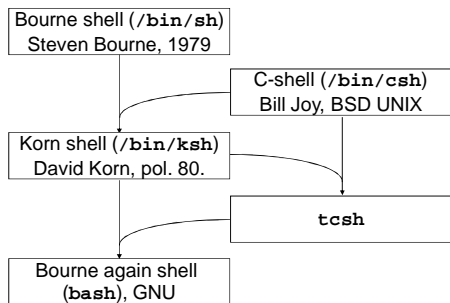 Bourne shell (/bin/sh)
Steven Bourne, 1979
C-shell (/bin/csh)
Bill Joy, BSD UNIX
Korn shell (/bin/ksh)
David Korn, pol. 80.
tcsh
Bourne again shell
(bash), GNU